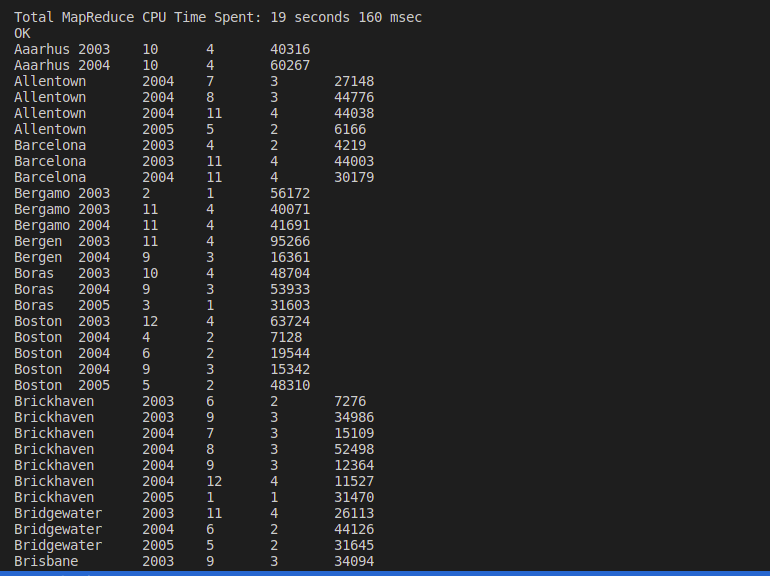 Total MapReduce CPU Time Spent: 19 seconds 160 msec
OK
Aaarhus 2003 10 4 40316
Aaarhus 2004 10 4 60267
Allentown 2004 7 3 27148
Allentown 2004 8 3 44776
Allentown 2004 11 4 44038
Allentown 2005 5 2 6166
Barcelona 2003 4 2 4219
Barcelona 2003 11 4 44003
Barcelona 2004 11 4 30179
Bergamo 2003 2 1 56172
Bergamo 2003 11 4 40071
Bergamo 2004 11 4 41691
Bergen 2003 11 4 95266
Bergen 2004 9 3 16361
Boras 2003 10 4 48704
Boras 2004 9 3 53933
Boras 2005 3 1 31603
Boston 2003 12 4 63724
Boston 2004 4 2 7128
Boston 2004 6 2 19544
Boston 2004 9 3 15342
Boston 2005 5 2 48310
Brickhaven 2003 6 2 7276
Brickhaven 2003 9 3 34986
Brickhaven 2004 7 3 15109
Brickhaven 2004 8 3 52498
Brickhaven 2004 9 3 12364
Brickhaven 2004 12 4 11527
Brickhaven 2005 1 1 31470
Bridgewater 2003 11 4 26113
Bridgewater 2004 6 2 44126
Bridgewater 2005 5 2 31645
Brisbane 2003 9 3 34094